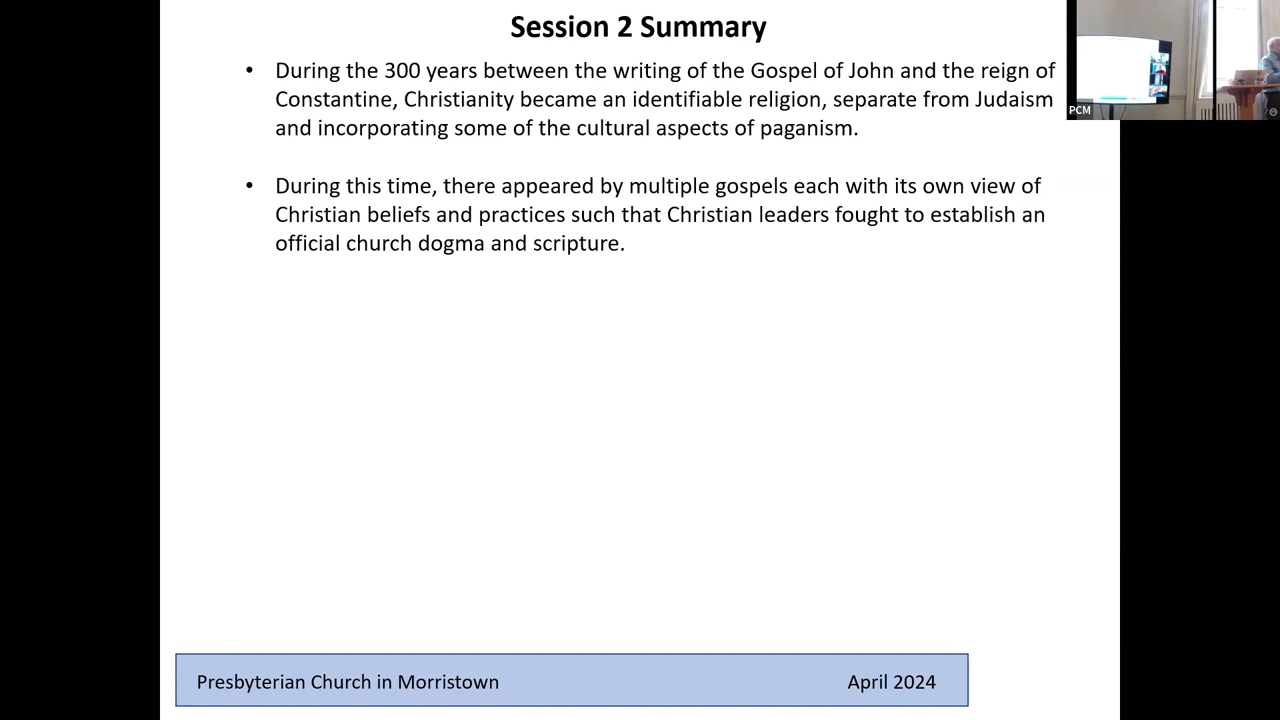 Session 2 Summary
• During the 300 years between the writing of the Gospel of John and the reign of
Constantine, Christianity became an identifiable religion, separate from Judaism
and incorporating some of the cultural aspects of paganism.
• During this time, there appeared by multiple gospels each with its own view of
Christian beliefs and practices such that Christian leaders fought to establish an
official church dogma and scripture.
PCM
Presbyterian Church in Morristown April 2024